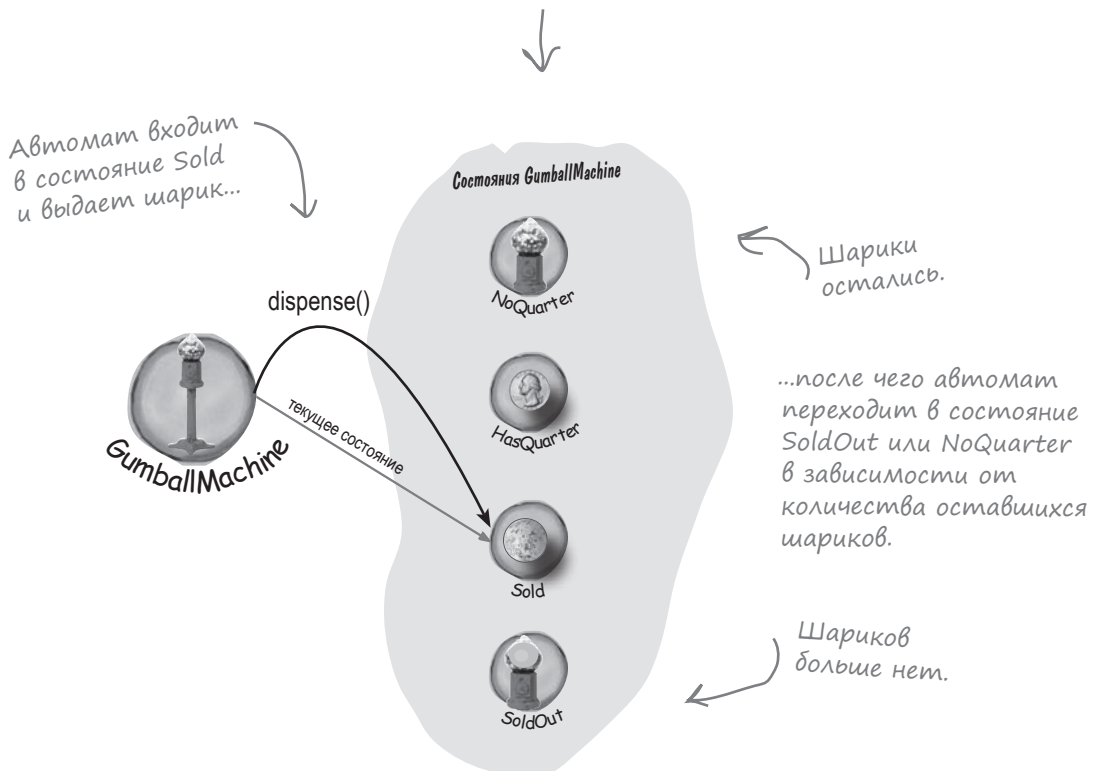 Автомат входит
в состояние Sold
и выдает шарик...
Состояния GumballMachine
NoQuarter
Шарики
остались.
dispense()
GumballMachine
текущее состояние
HasQuarter
...после чего автомат
переходит в состояние
SoldOut или NoQuarter
в зависимости от
количества оставшихся
шариков.
Sold
Шариков
больше нет.
SoldOut